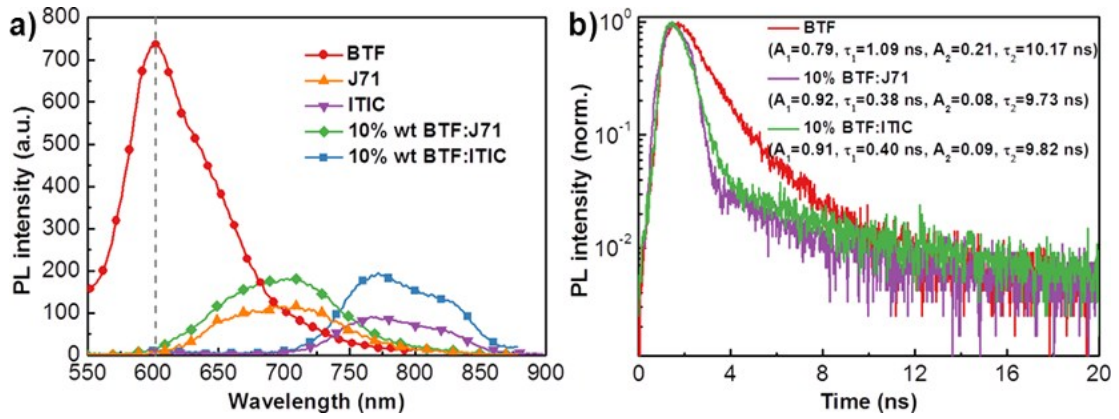 a)
800
700
600
500
400
300
200
100
0
PL intensity (a.u.)
BTF
J71
ITIC
10% wt BTF:J71
10% wt BTF:ITIC
550 600 650 700 750 800 850 900
Wavelength (nm)
b)
10⁰
10⁻¹
10⁻²
PL intensity (norm.)
BTF
(A₁=0.79, τ₁=1.09 ns, A₂=0.21, τ₂=10.17 ns)
10% BTF:J71
(A₁=0.92, τ₁=0.38 ns, A₂=0.08, τ₂=9.73 ns)
10% BTF:ITIC
(A₁=0.91, τ₁=0.40 ns, A₂=0.09, τ₂=9.82 ns)
0 4 8 12 16 20
Time (ns)